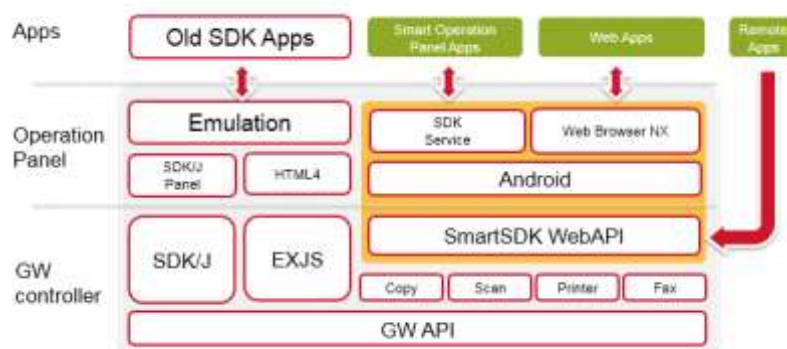 Apps
Old SDK Apps
Smart Operation
Panel Apps
Web Apps
Remote
Apps
Operation
Panel
Emulation
SDK
Service
Web Browser NX
SDK/J
Panel
HTML4
Android
GW
controller
SDK/J
EXJS
SmartSDK WebAPI
Copy
Scan
Printer
Fax
GW API